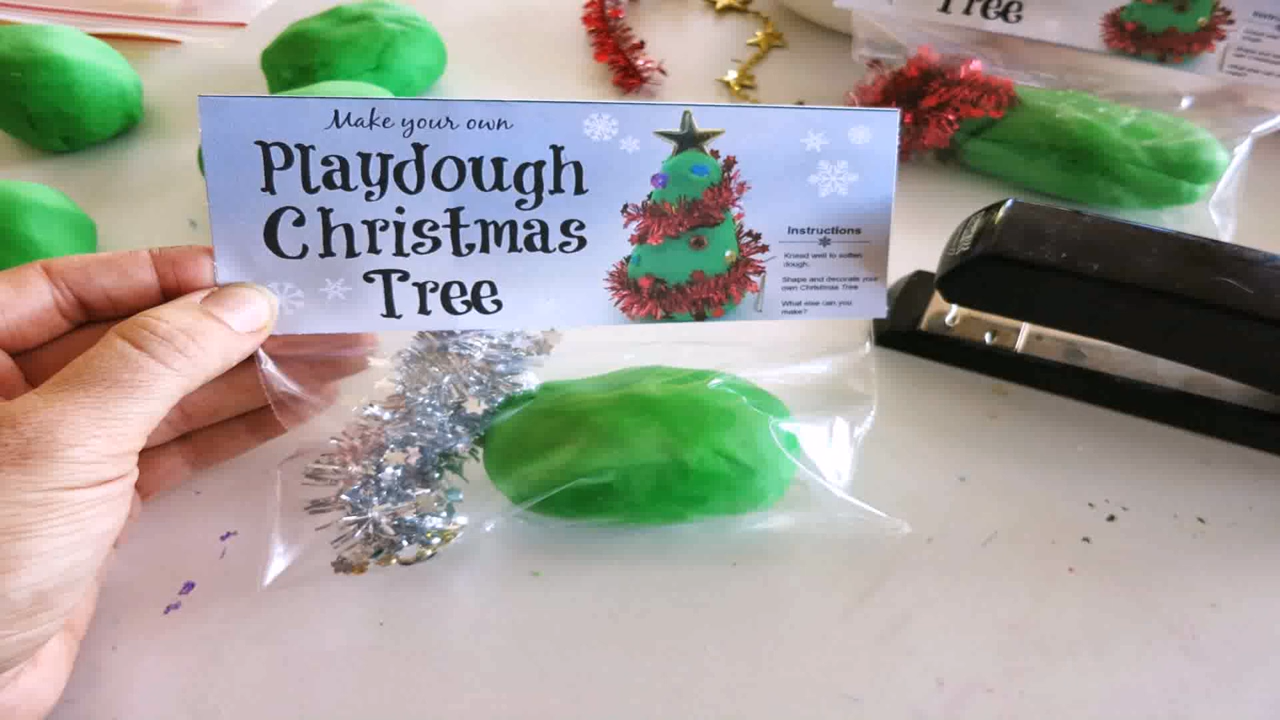 Make your own
Playdough
Christmas
Tree
Instructions
Knead well to soften
dough.
Shape and decorate your
own Christmas Tree
What else can you
make?
Tree